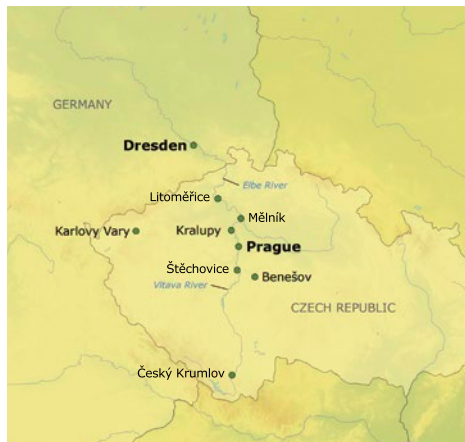 GERMANY
Dresden
Elbe River
Litoměřice
Mělník
Karlovy Vary
Kralupy
Prague
Štěchovice
Benešov
Vltava River
CZECH REPUBLIC
Český Krumlov